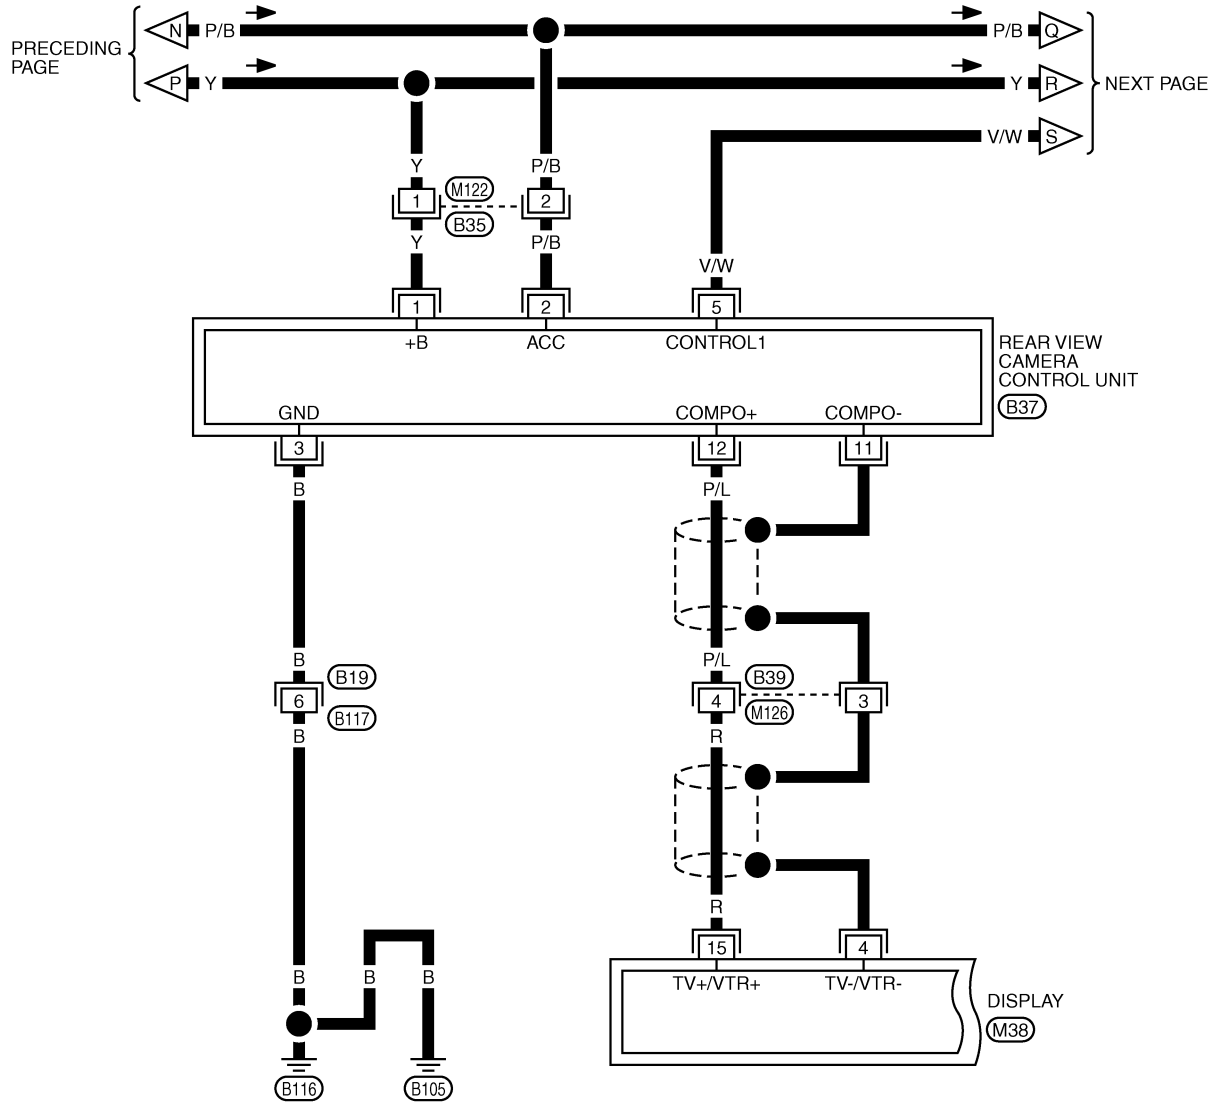 PRECEDING
PAGE
N P/B P/B Q
P Y Y R
NEXT PAGE
V/W S
Y P/B
1 M122 2
B35
Y P/B V/W
1 2 5
+B ACC CONTROL1
REAR VIEW
CAMERA
CONTROL UNIT
B37
GND COMPO+ COMPO-
3 12 11
B P/L
B P/L
B19 B39
6 4 3
B117 M126
B R
R
15 4
B B B
TV+/VTR+ TV-/VTR-
DISPLAY
M38
B116 B105